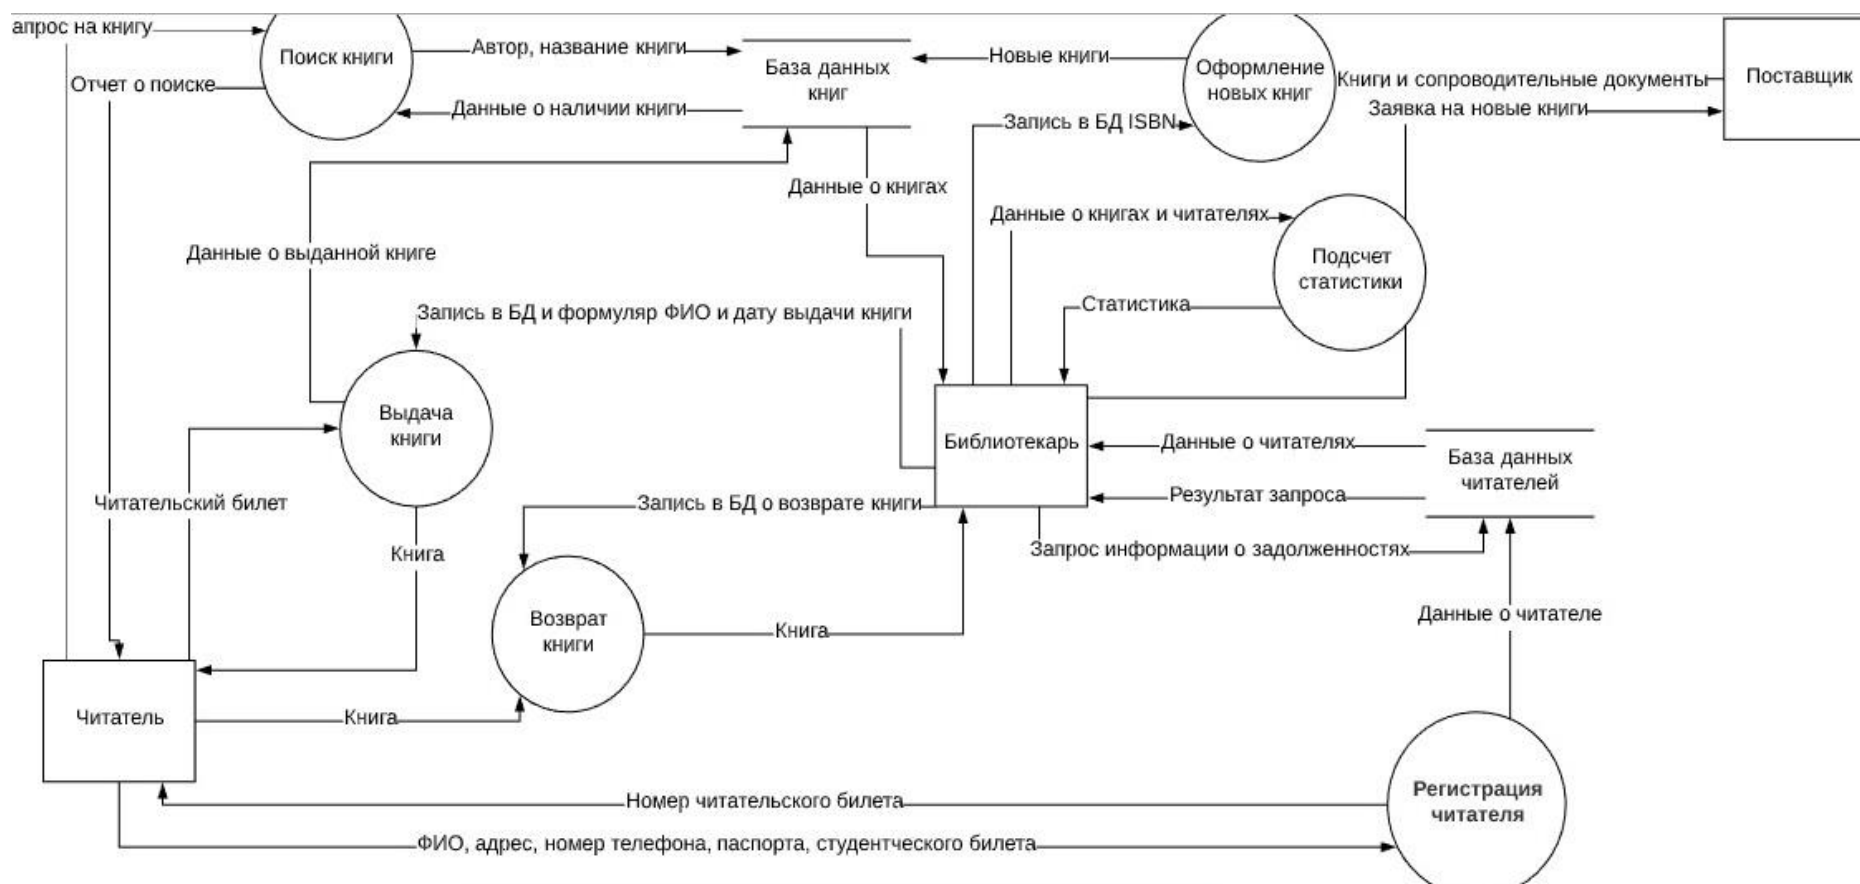 апрос на книгу
Поиск книги
Автор, название книги
База данных
книг
Новые книги
Оформление
новых книг
Книги и сопроводительные документы
Поставщик
Отчет о поиске
Данные о наличии книги
Запись в БД ISBN
Заявка на новые книги
Данные о книгах
Данные о книгах и читателях
Данные о выданной книге
Подсчет
статистики
Запись в БД и формуляр ФИО и дату выдачи книги
Статистика
Выдача
книги
Библиотекарь
Данные о читателях
База данных
читателей
Читательский билет
Запись в БД о возврате книги
Результат запроса
Книга
Запрос информации о задолженностях
Возврат
книги
Книга
Данные о читателе
Читатель
Книга
Регистрация
читателя
Номер читательского билета
ФИО, адрес, номер телефона, паспорта, студентческого билета